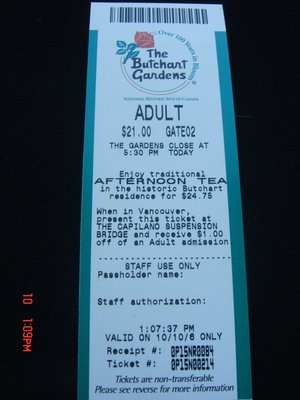 Over 100 Years in Bloom
The
Butchart
Gardens
NATIONAL HISTORIC SITE OF CANADA
ADULT
$21.00 GATE02
THE GARDENS CLOSE AT
5:30 PM TODAY
Enjoy traditional
AFTERNOON TEA
in the historic Butchart
residence for $24.75
When in Vancouver,
present this ticket at
THE CAPILANO SUSPENSION
BRIDGE and receive $1.00
off of an Adult admission
STAFF USE ONLY
Passholder name:
Staff authorization:
1:07:37 PM
VALID ON 10/10/6 ONLY
Receipt #: OP15NR0084
Ticket #: OP15N00214
Tickets are non-transferable
Please see reverse for more information
10 1:09PM